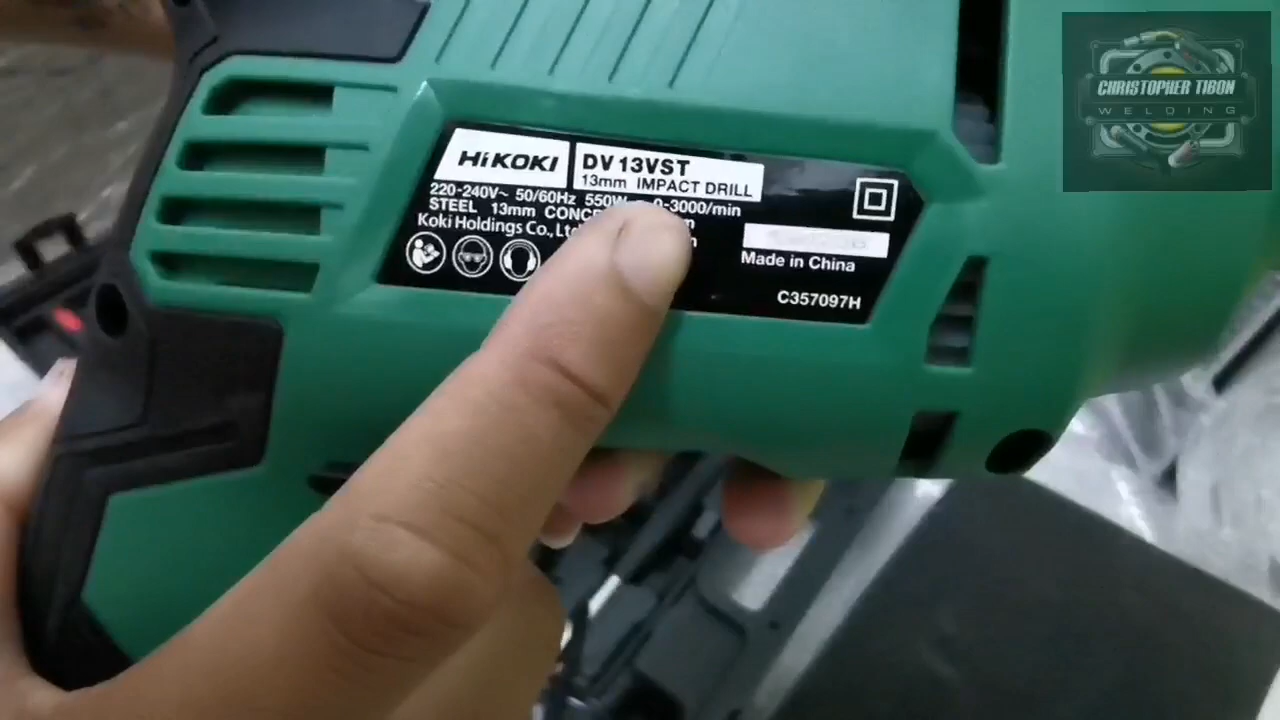 CHRISTOPHER TIBON
WELDING
HiKOKI
DV 13VST
13mm IMPACT DRILL
220-240V~ 50/60Hz 550W 0-3000/min
STEEL 13mm
Koki Holdings Co.,
Made in China
C357097H